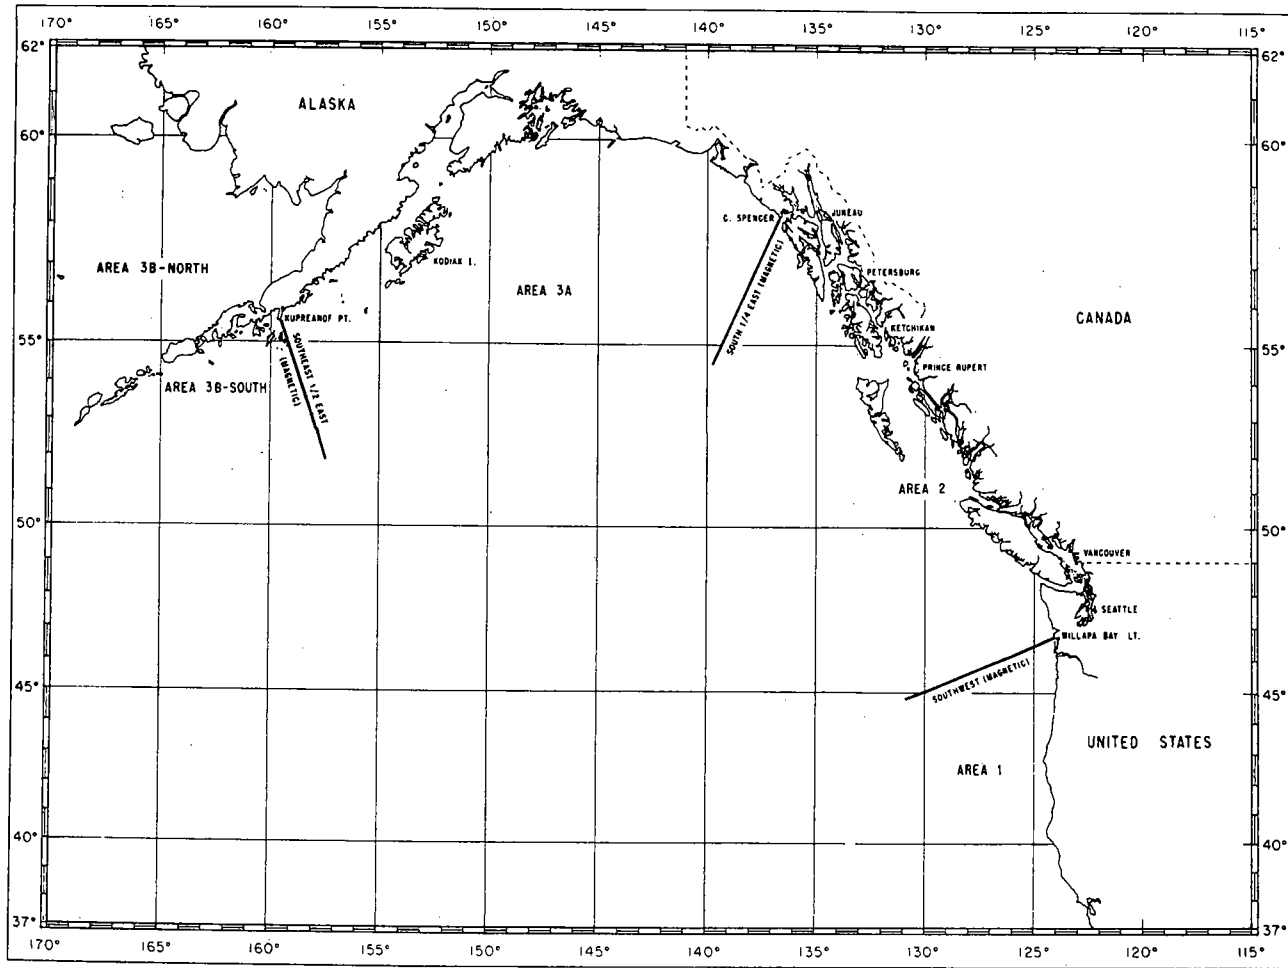 170° 165° 160° 155° 150° 145° 140° 135° 130° 125° 120° 115°
62° 62°
ALASKA
60° 60°
C. SPENCER
JUNEAU
AREA 3B-NORTH
KODIAK I.
PETERSBURG
AREA 3A
SOUTH 1/4 EAST (MAGNETIC)
KUPREANOF PT.
CANADA
KETCHIKAN
55° 55°
SOUTHEAST 1/2 EAST
(MAGNETIC)
PRINCE RUPERT
AREA 3B-SOUTH
AREA 2
50° 50°
VANCOUVER
SEATTLE
WILLAPA BAY LT.
SOUTHWEST (MAGNETIC)
45° 45°
UNITED STATES
AREA 1
40° 40°
37° 37°
170° 165° 160° 155° 150° 145° 140° 135° 130° 125° 120° 115°